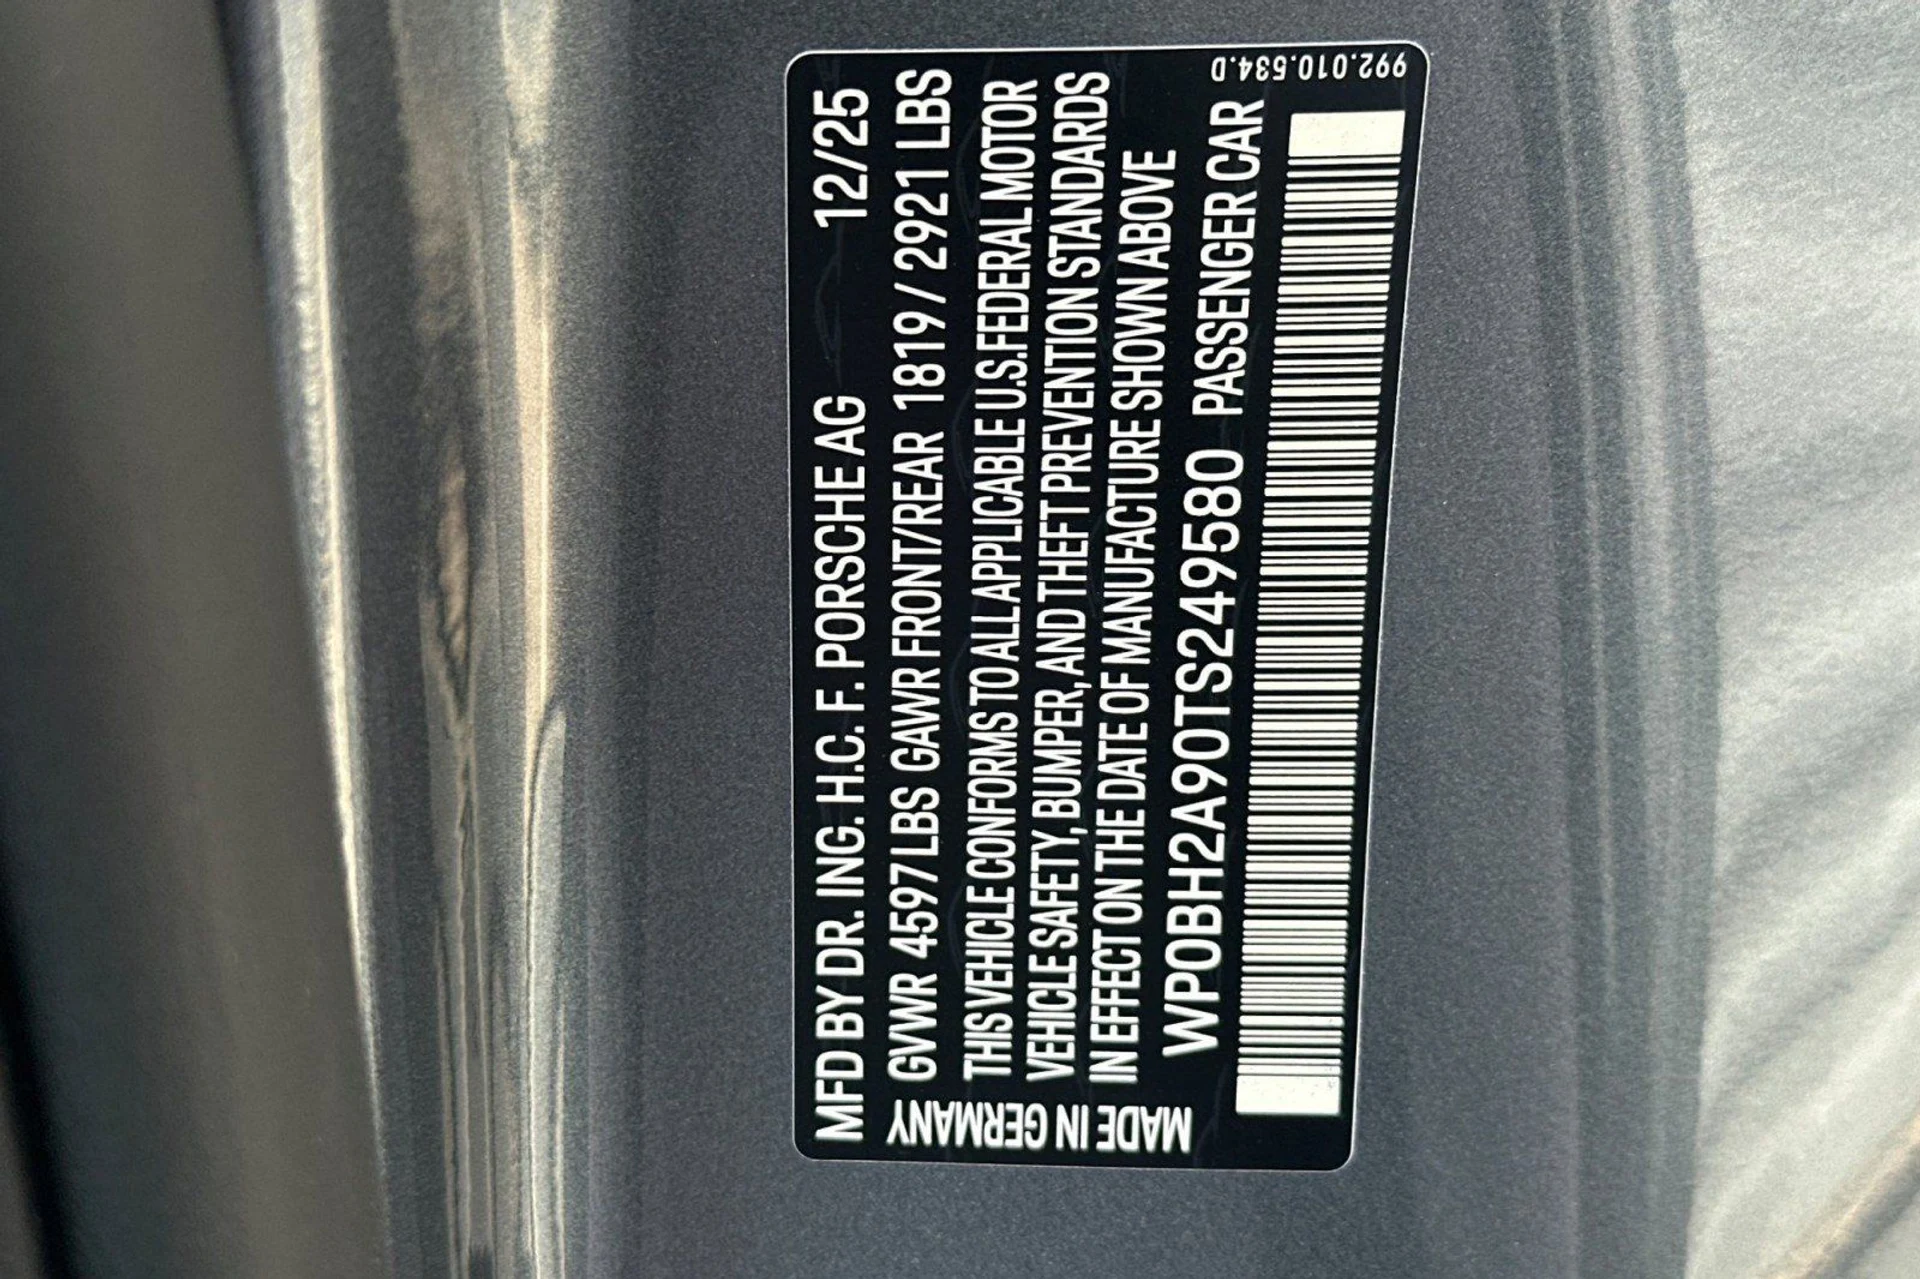 MFD BY DR. ING. H.C. F. PORSCHE AG 12/25
GVWR 4597 LBS GAWR FRONT/REAR 1819 / 2921 LBS
THIS VEHICLE CONFORMS TO ALL APPLICABLE U.S. FEDERAL MOTOR
VEHICLE SAFETY, BUMPER, AND THEFT PREVENTION STANDARDS
IN EFFECT ON THE DATE OF MANUFACTURE SHOWN ABOVE
WP0BH2A90TS249580 PASSENGER CAR
MADE IN GERMANY
992.010.534.D